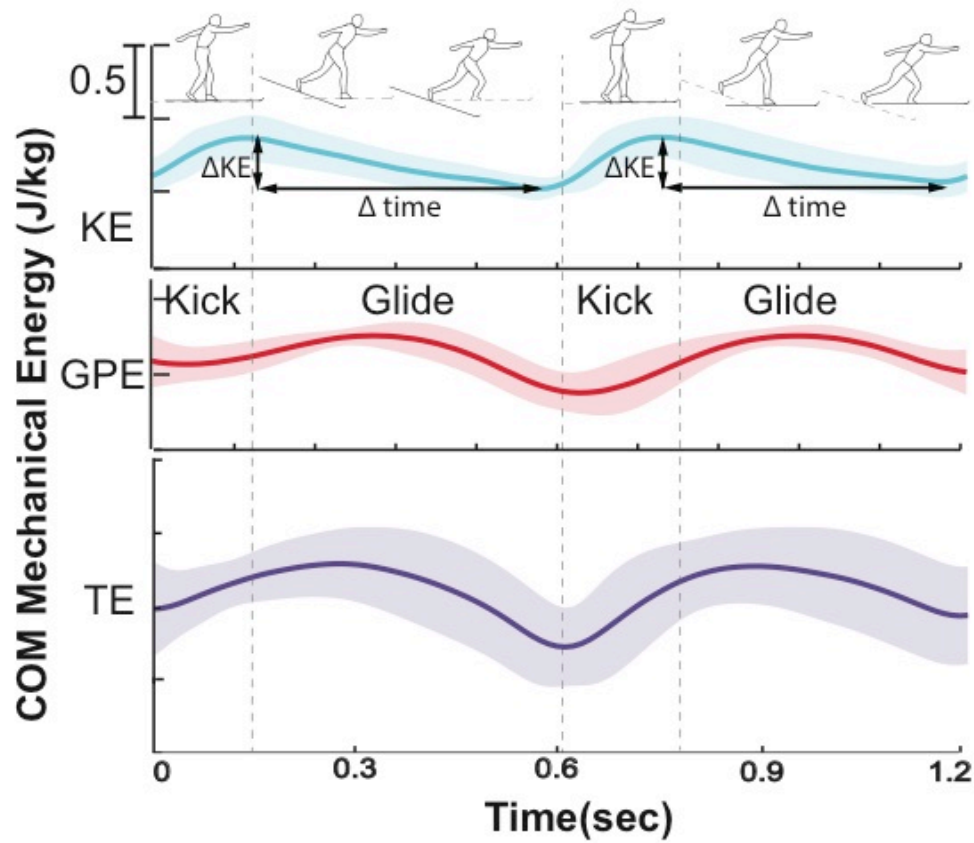 0.5
ΔKE
ΔKE
Δ time
Δ time
KE
Kick
Glide
Kick
Glide
GPE
TE
COM Mechanical Energy (J/kg)
0
0.3
0.6
0.9
1.2
Time(sec)